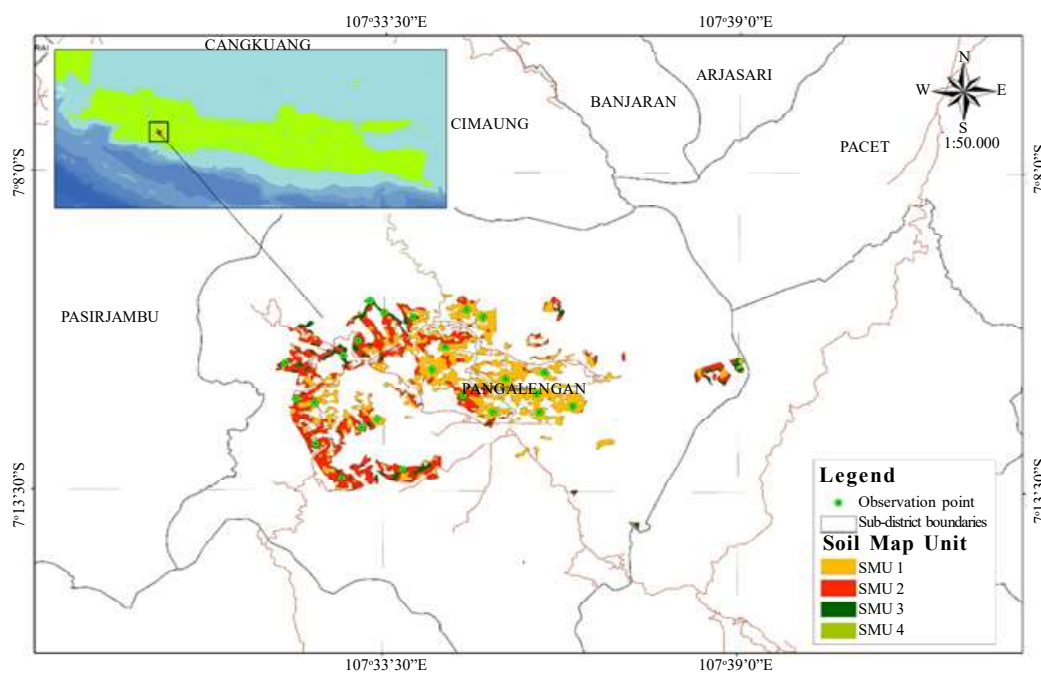 107°33'30"E 107°39'0"E
CANGKUANG
ARJASARI
BANJARAN
CIMAUNG
PACET
N
W E
S
1:50.000
7°8'0"S 7°8'0"S
PASIRJAMBU
PANGALENGAN
7°13'30"S 7°13'30"S
Legend
Observation point
Sub-district boundaries
Soil Map Unit
SMU 1
SMU 2
SMU 3
SMU 4
107°33'30"E 107°39'0"E